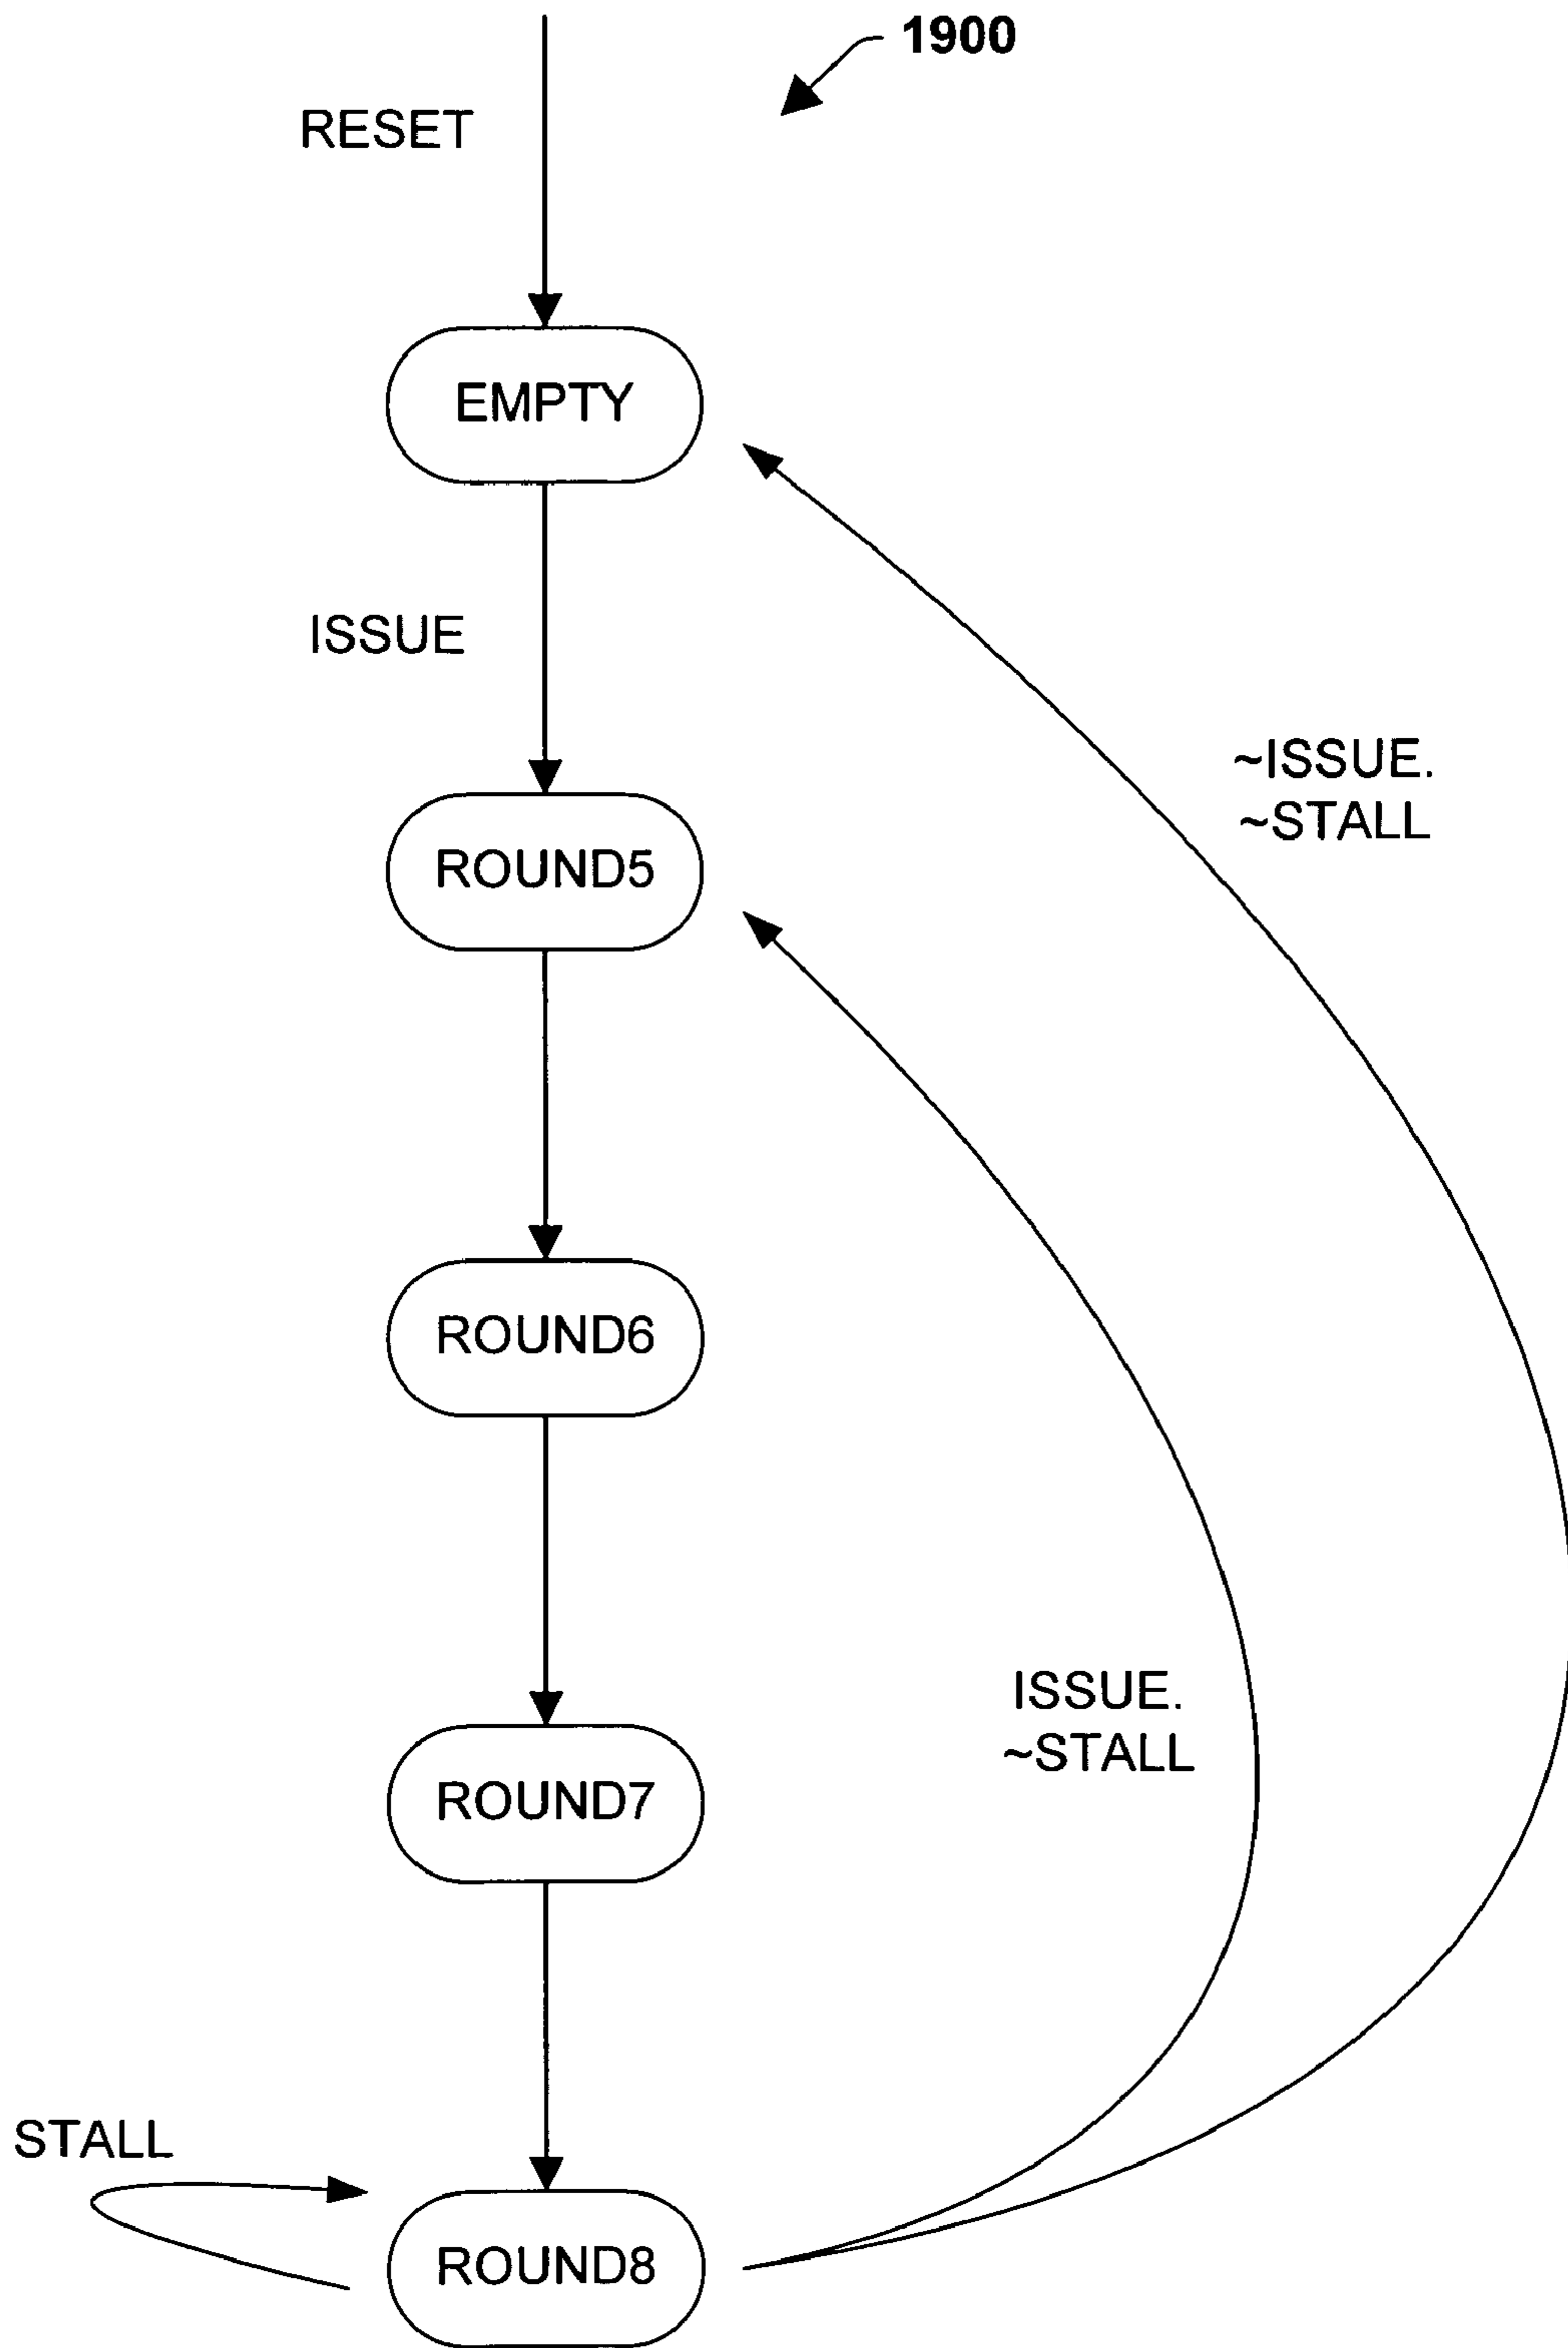 1900
RESET
EMPTY
ISSUE
~ISSUE.
~STALL
ROUND5
ROUND6
ISSUE.
~STALL
ROUND7
STALL
ROUND8